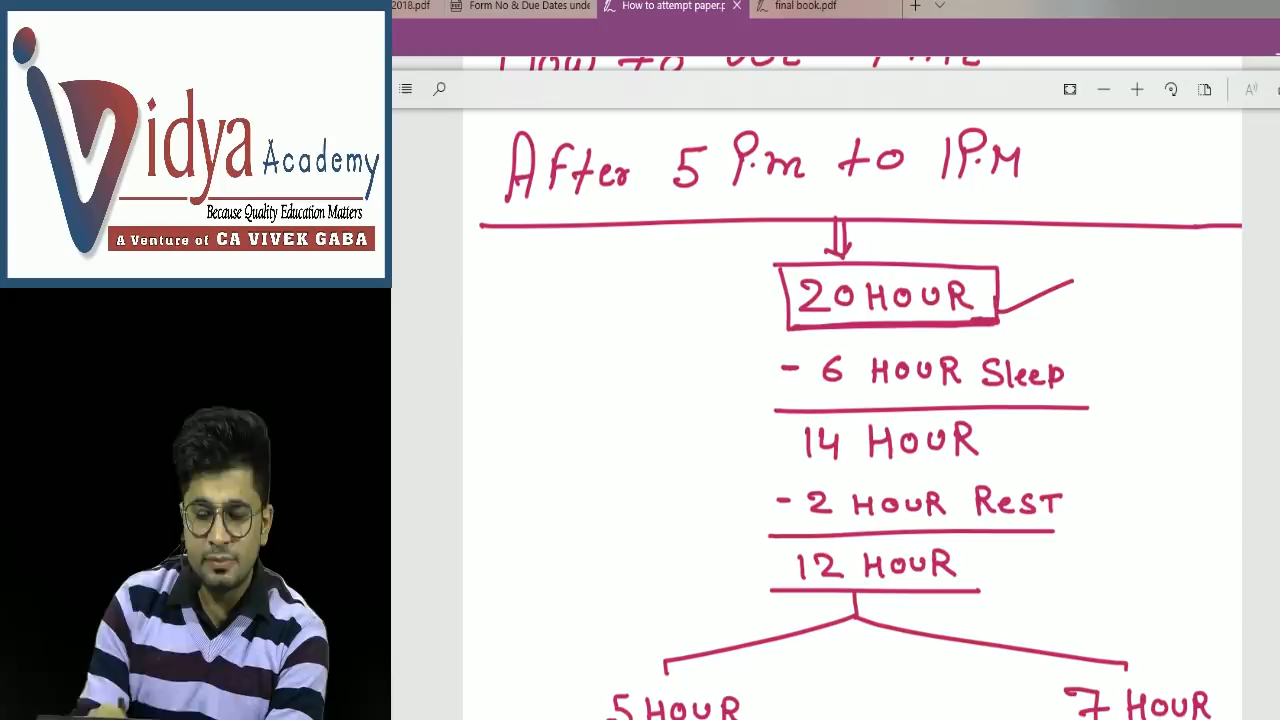 2018.pdf
Form No & Due Dates unde
How to attempt paper.p
final book.pdf
Vidya Academy
Because Quality Education Matters
A Venture of CA VIVEK GABA
After 5 P.m to 1P.M
20 HOUR
- 6 HOUR Sleep
14 HOUR
- 2 HOUR REST
12 HOUR
5 HOUR
7 HOUR